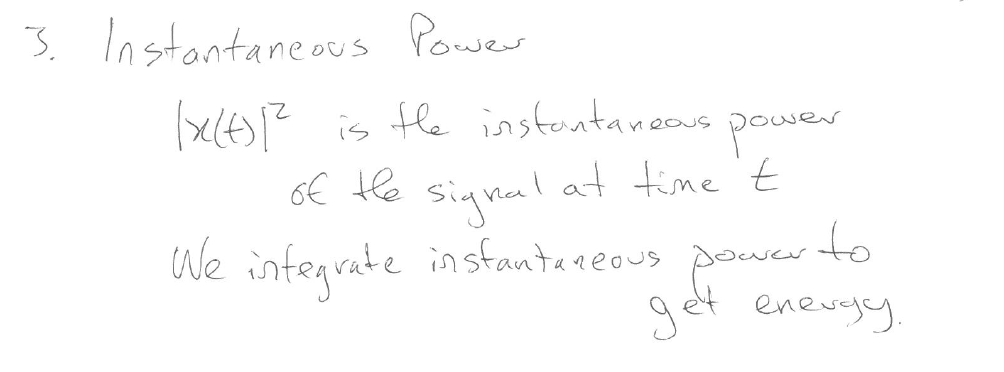 3. Instantaneous Power
|x(t)|² is the instantaneous power
of the signal at time t
We integrate instantaneous power to
get energy.